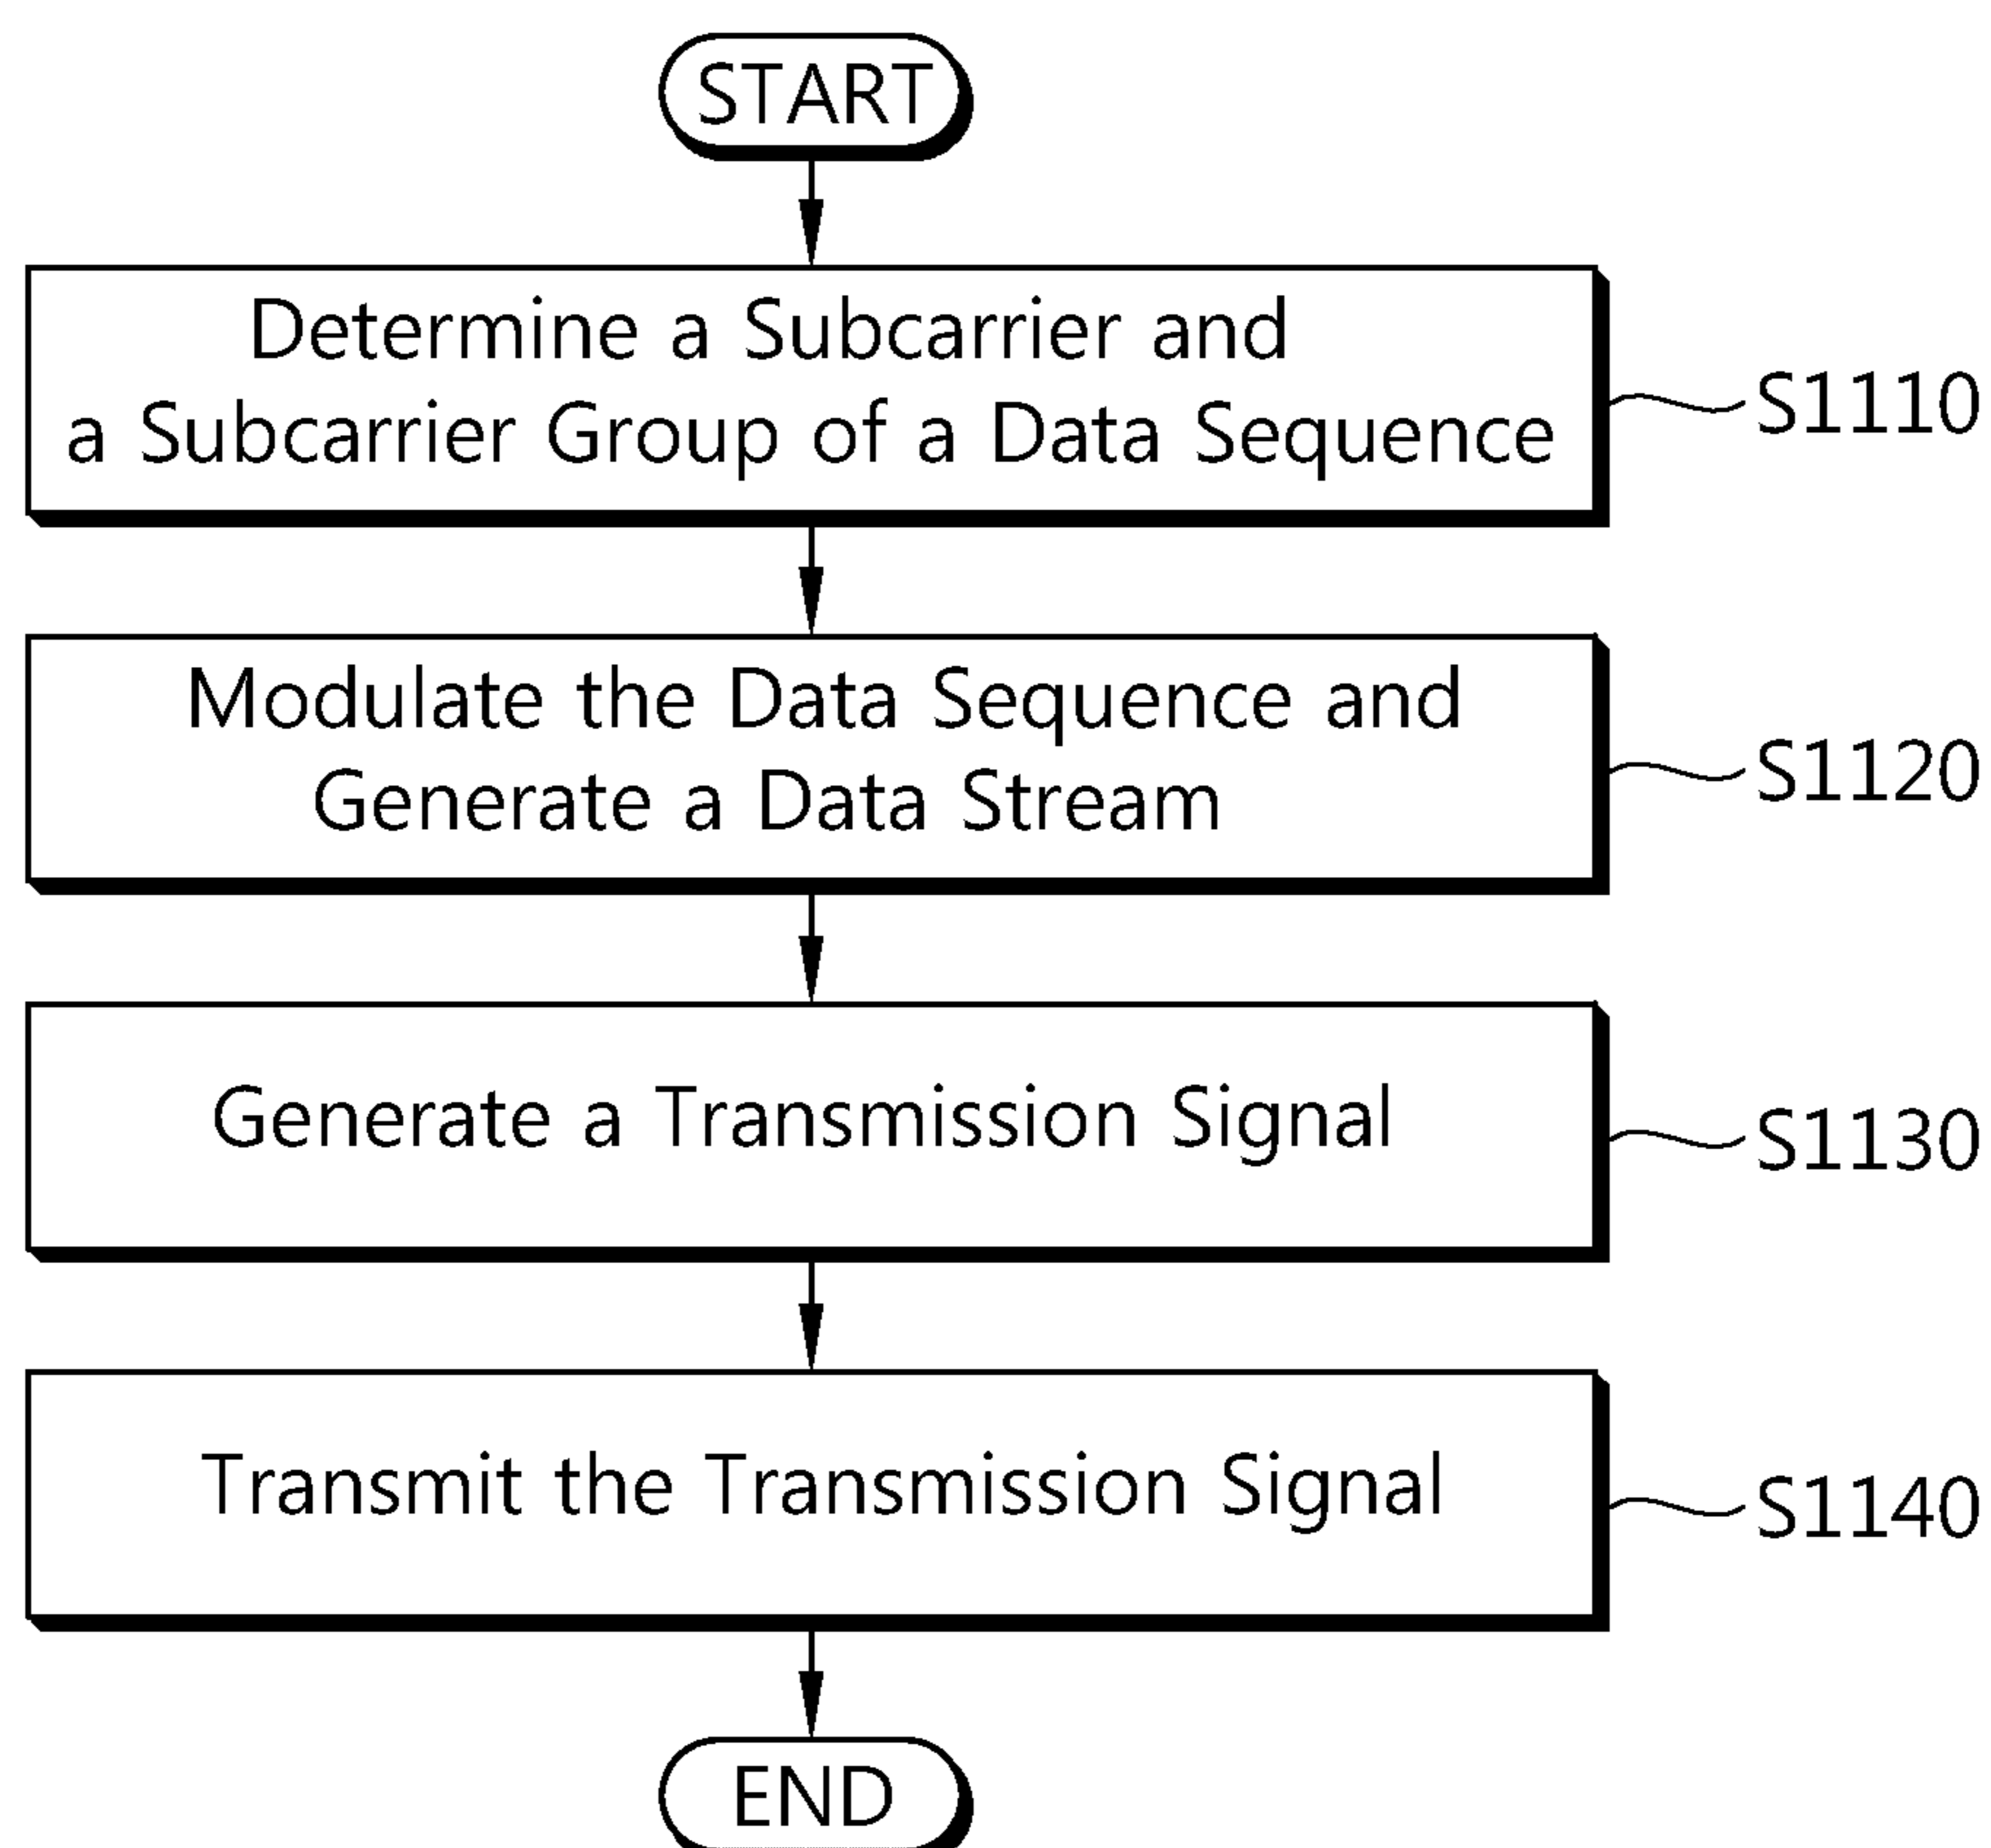 START
Determine a Subcarrier and
a Subcarrier Group of a Data Sequence
S1110
Modulate the Data Sequence and
Generate a Data Stream
S1120
Generate a Transmission Signal
S1130
Transmit the Transmission Signal
S1140
END